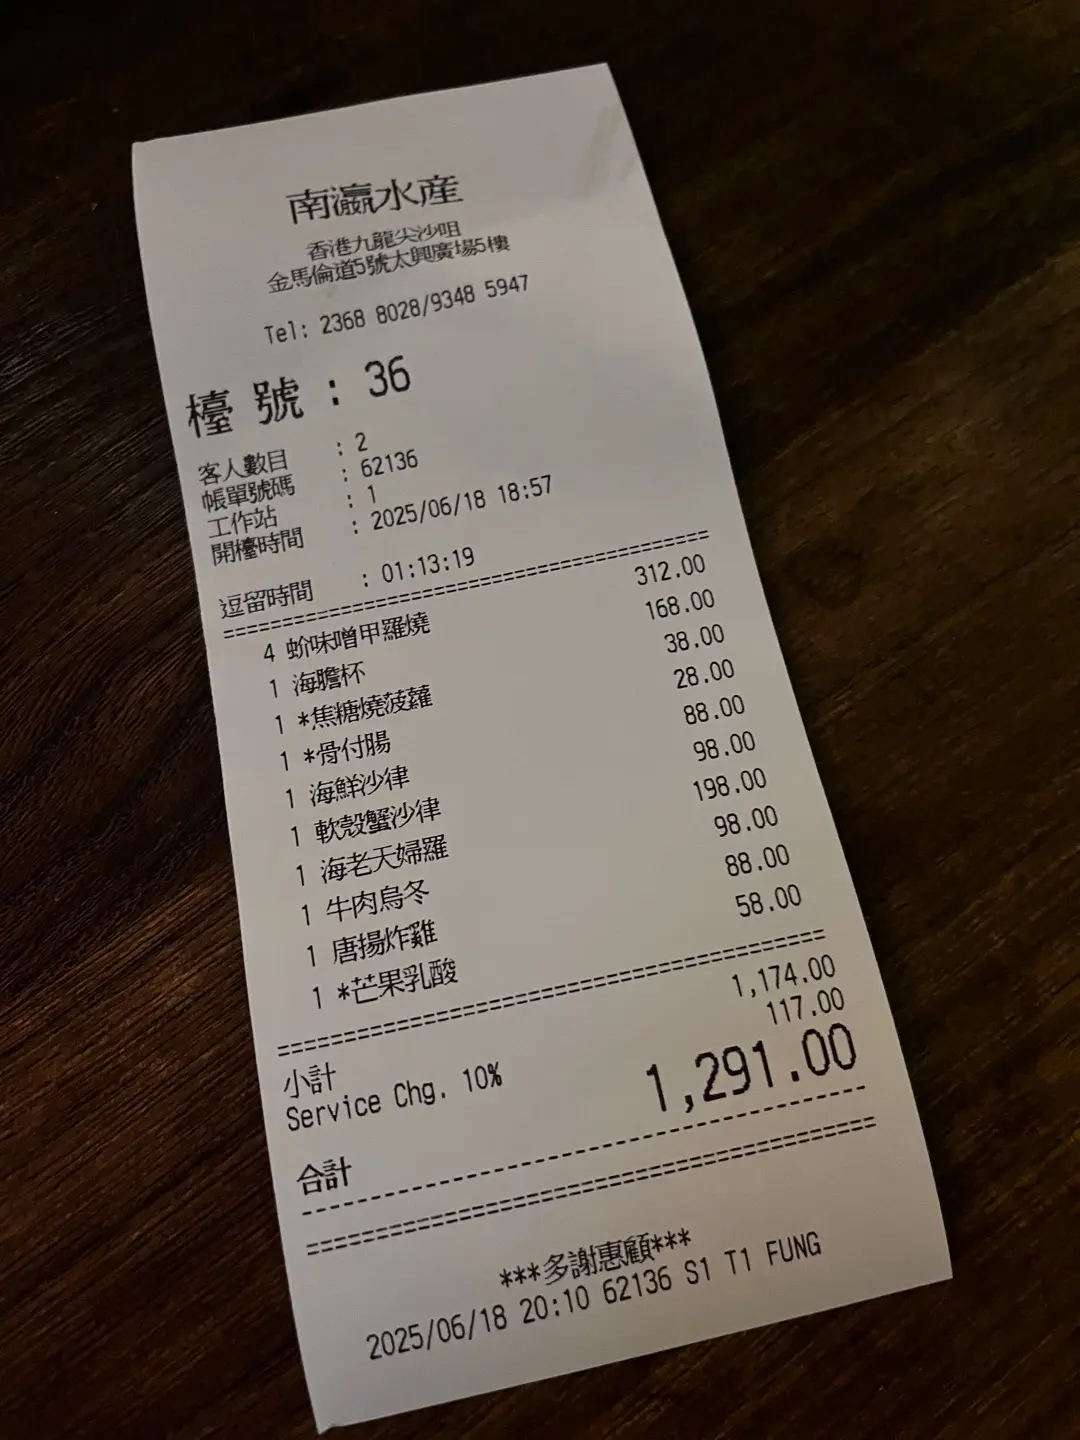 南瀛水産
香港九龍尖沙咀
金馬倫道5號太興廣場5樓
Tel: 2368 8028/9348 5947
檯 號 : 36
客人數目 : 2
帳單號碼 : 62136
工作站 : 1
開檯時間 : 2025/06/18 18:57
逗留時間 : 01:13:19
4 蚧味噌甲羅燒 312.00
1 海膽杯 168.00
1 *焦糖燒菠蘿 38.00
1 *骨付腸 28.00
1 海鮮沙律 88.00
1 軟殼蟹沙律 98.00
1 海老天婦羅 198.00
1 牛肉烏冬 98.00
1 唐揚炸雞 88.00
1 *芒果乳酸 58.00
小計 1,174.00
Service Chg. 10% 117.00
合計 1,291.00
***多謝惠顧***
2025/06/18 20:10 62136 S1 T1 FUNG